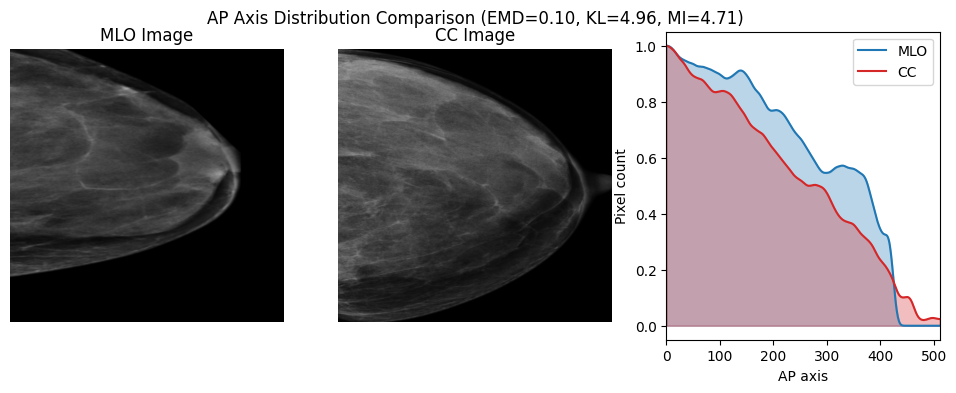 AP Axis Distribution Comparison (EMD=0.10, KL=4.96, MI=4.71)
MLO Image
CC Image
MLO
CC
Pixel count
1.0
0.8
0.6
0.4
0.2
0.0
0 100 200 300 400 500
AP axis